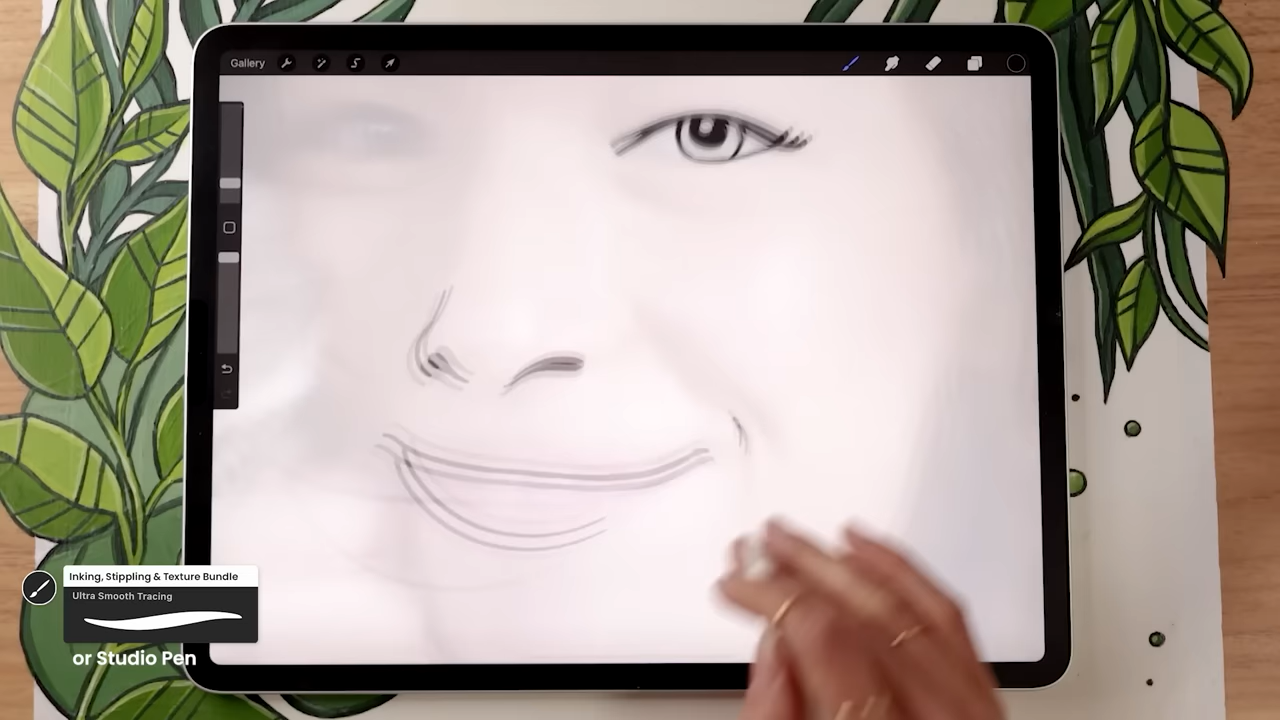 Gallery
Inking, Stippling & Texture Bundle
Ultra Smooth Tracing
or Studio Pen